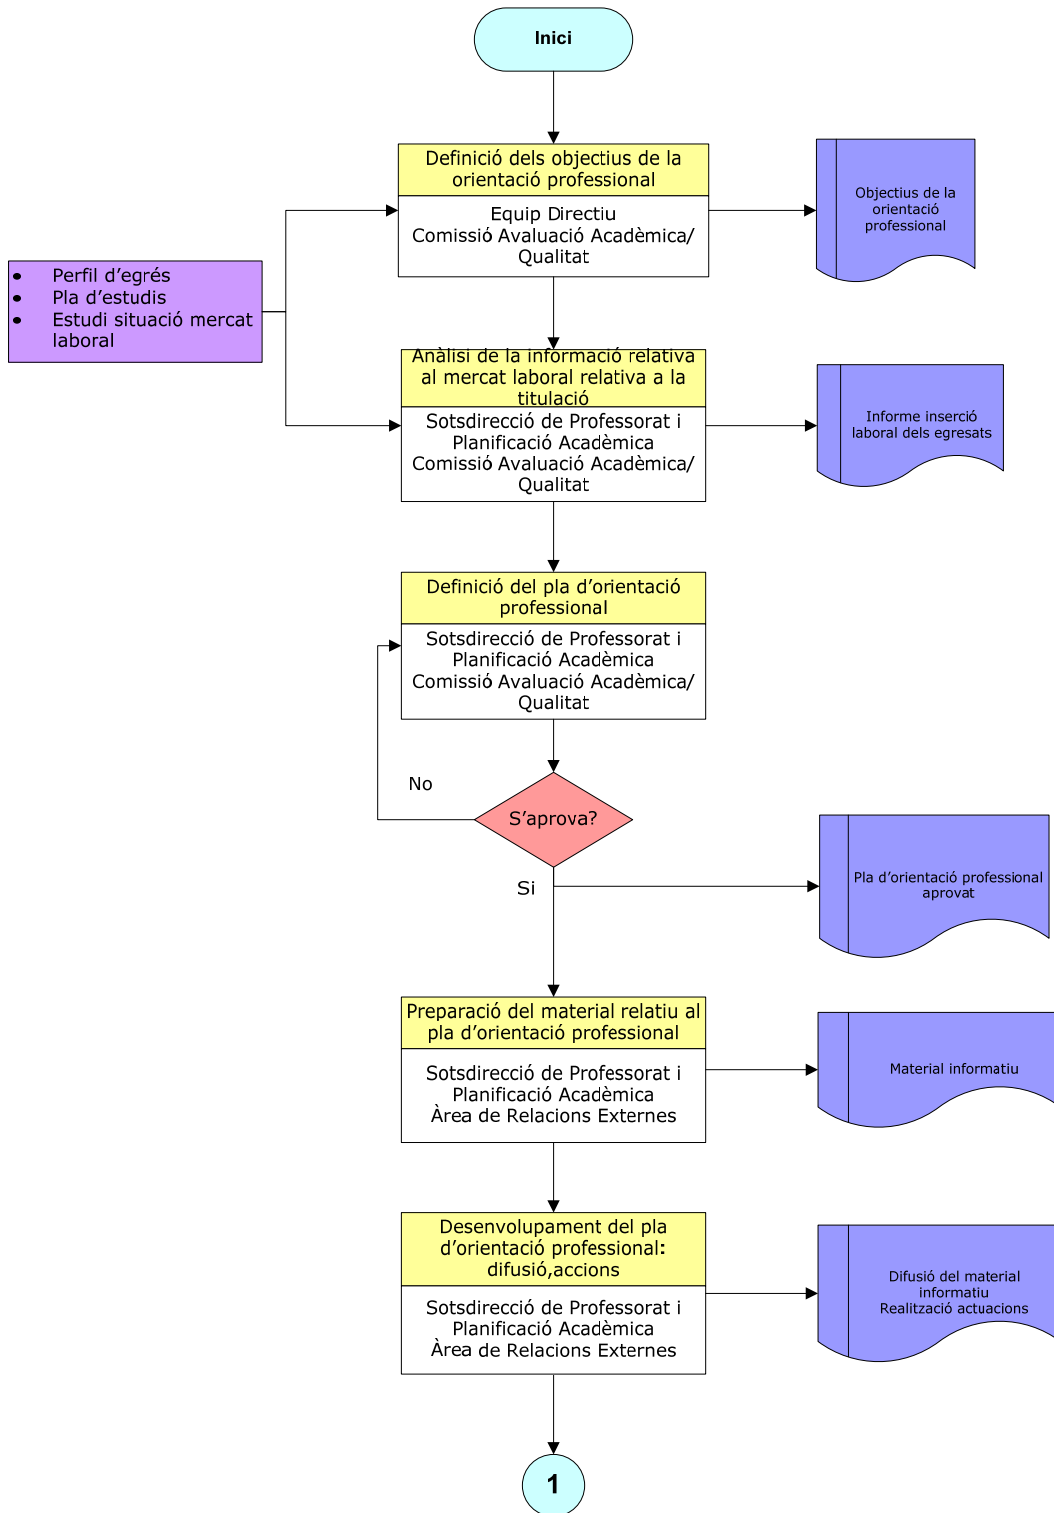 Inici
Definició dels objectius de la
orientació professional
Equip Directiu
Comissió Avaluació Acadèmica/
Qualitat
Objectius de la
orientació
professional
• Perfil d’egrés
• Pla d’estudis
• Estudi situació mercat
laboral
Anàlisi de la informació relativa
al mercat laboral relativa a la
titulació
Sotsdirecció de Professorat i
Planificació Acadèmica
Comissió Avaluació Acadèmica/
Qualitat
Informe inserció
laboral dels egresats
Definició del pla d’orientació
professional
Sotsdirecció de Professorat i
Planificació Acadèmica
Comissió Avaluació Acadèmica/
Qualitat
No
S’aprova?
Si
Pla d’orientació professional
aprovat
Preparació del material relatiu al
pla d’orientació professional
Sotsdirecció de Professorat i
Planificació Acadèmica
Àrea de Relacions Externes
Material informatiu
Desenvolupament del pla
d’orientació professional:
difusió,accions
Sotsdirecció de Professorat i
Planificació Acadèmica
Àrea de Relacions Externes
Difusió del material
informatiu
Realització actuacions
1